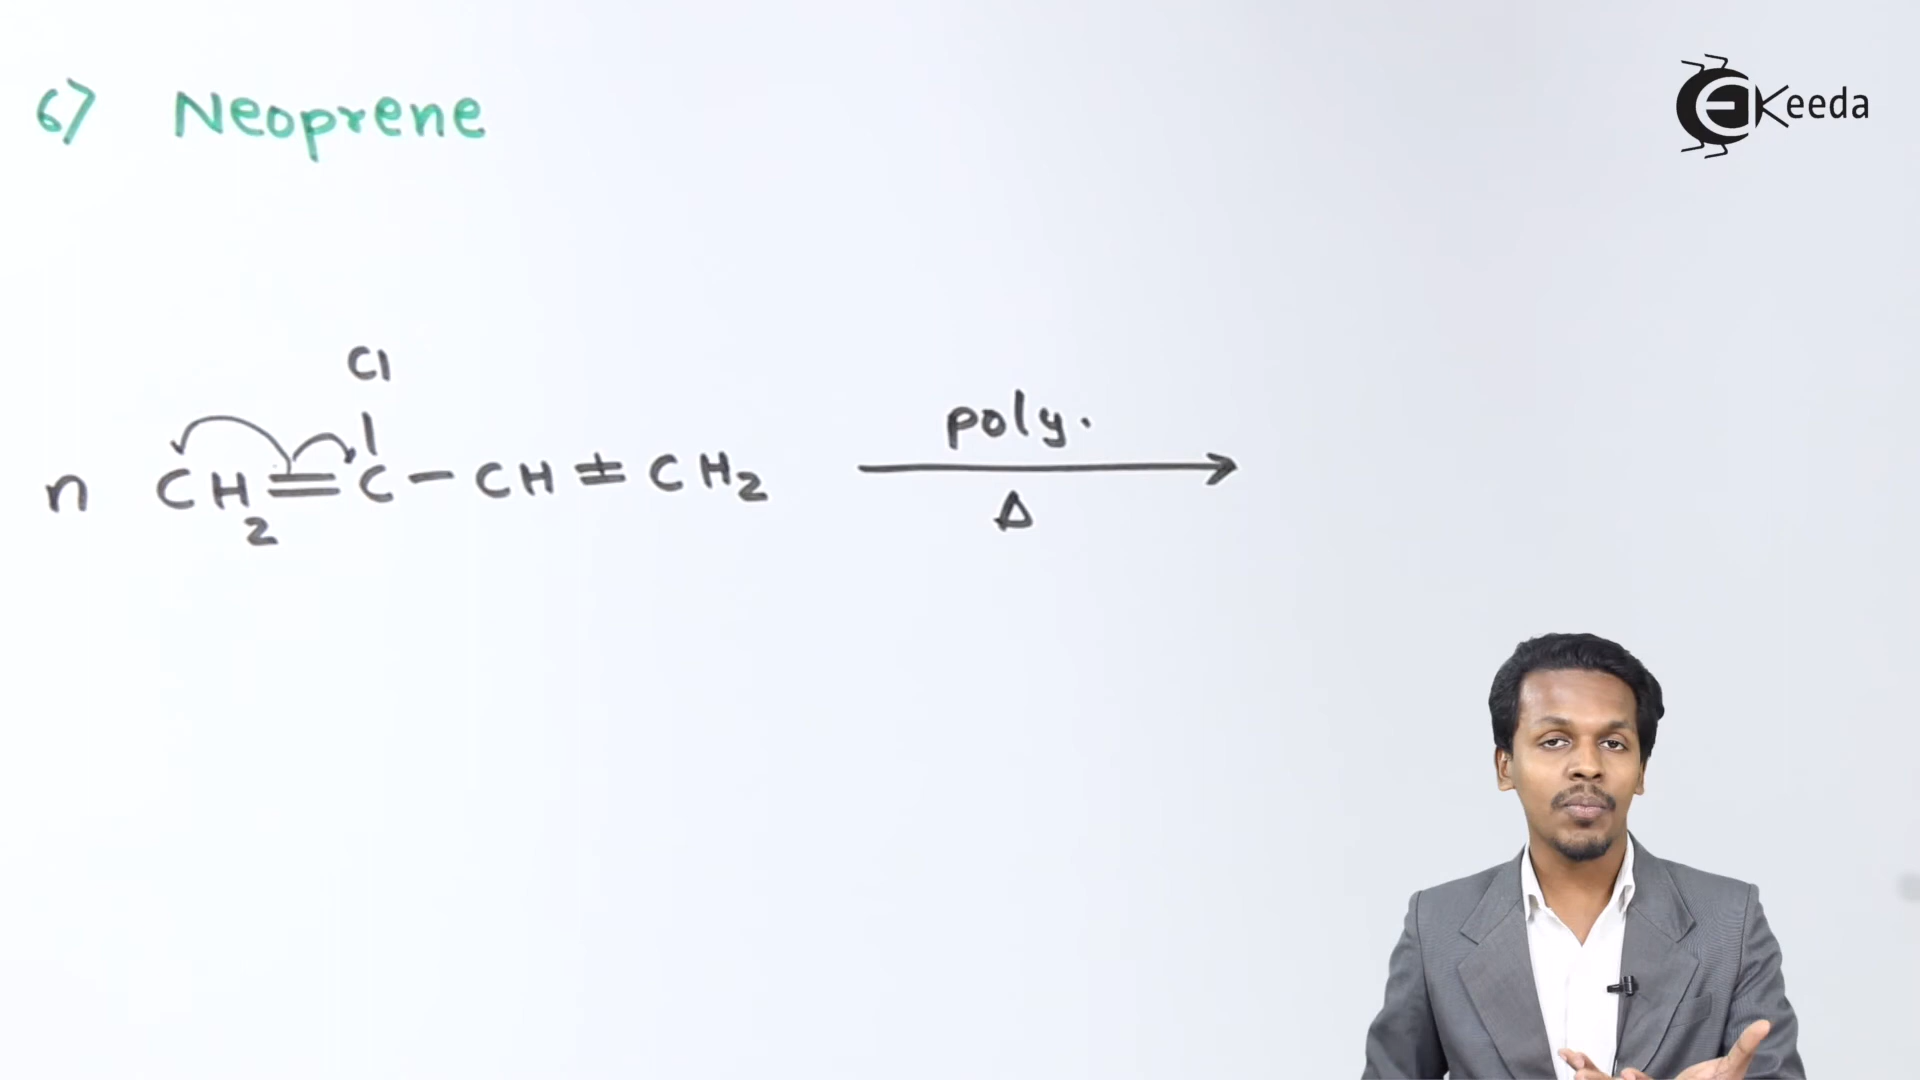 6) Neoprene
EKeeda
Cl
|
n CH2=C-CH=CH2
poly.
Δ